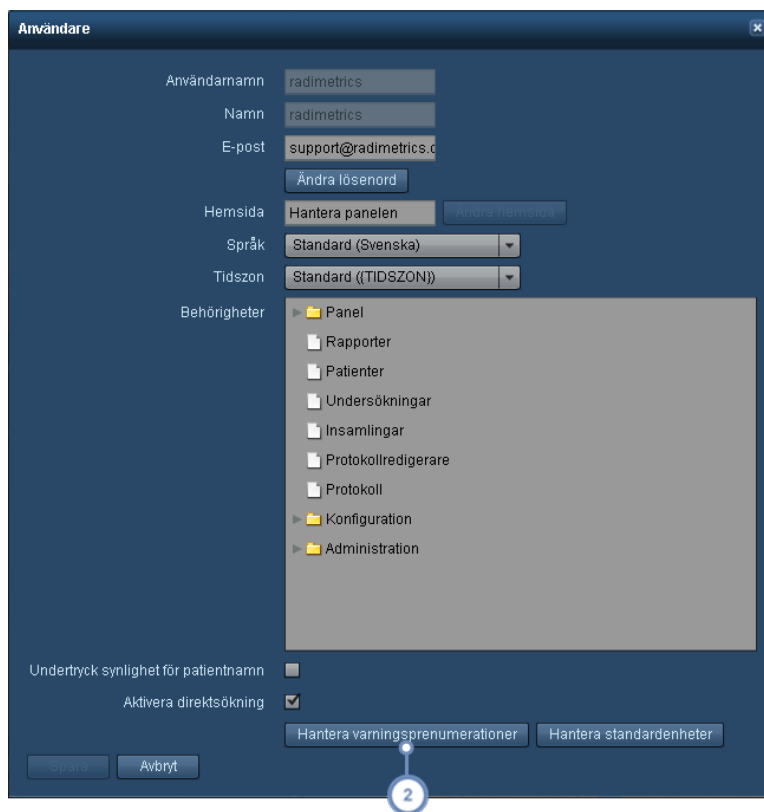 Användare
Användarnamn radimetrics
Namn radimetrics
E-post support@radimetrics.c
Ändra lösenord
Hemsida Hantera panelen Ändra hemsida
Språk Standard (Svenska)
Tidszon Standard ({TIDSZON})
Behörigheter Panel
Rapporter
Patienter
Undersökningar
Insamlingar
Protokollredigerare
Protokoll
Konfiguration
Administration
Undertryck synlighet för patientnamn
Aktivera direktsökning
Hantera varningsprenumerationer Hantera standardenheter
Spara Avbryt
2